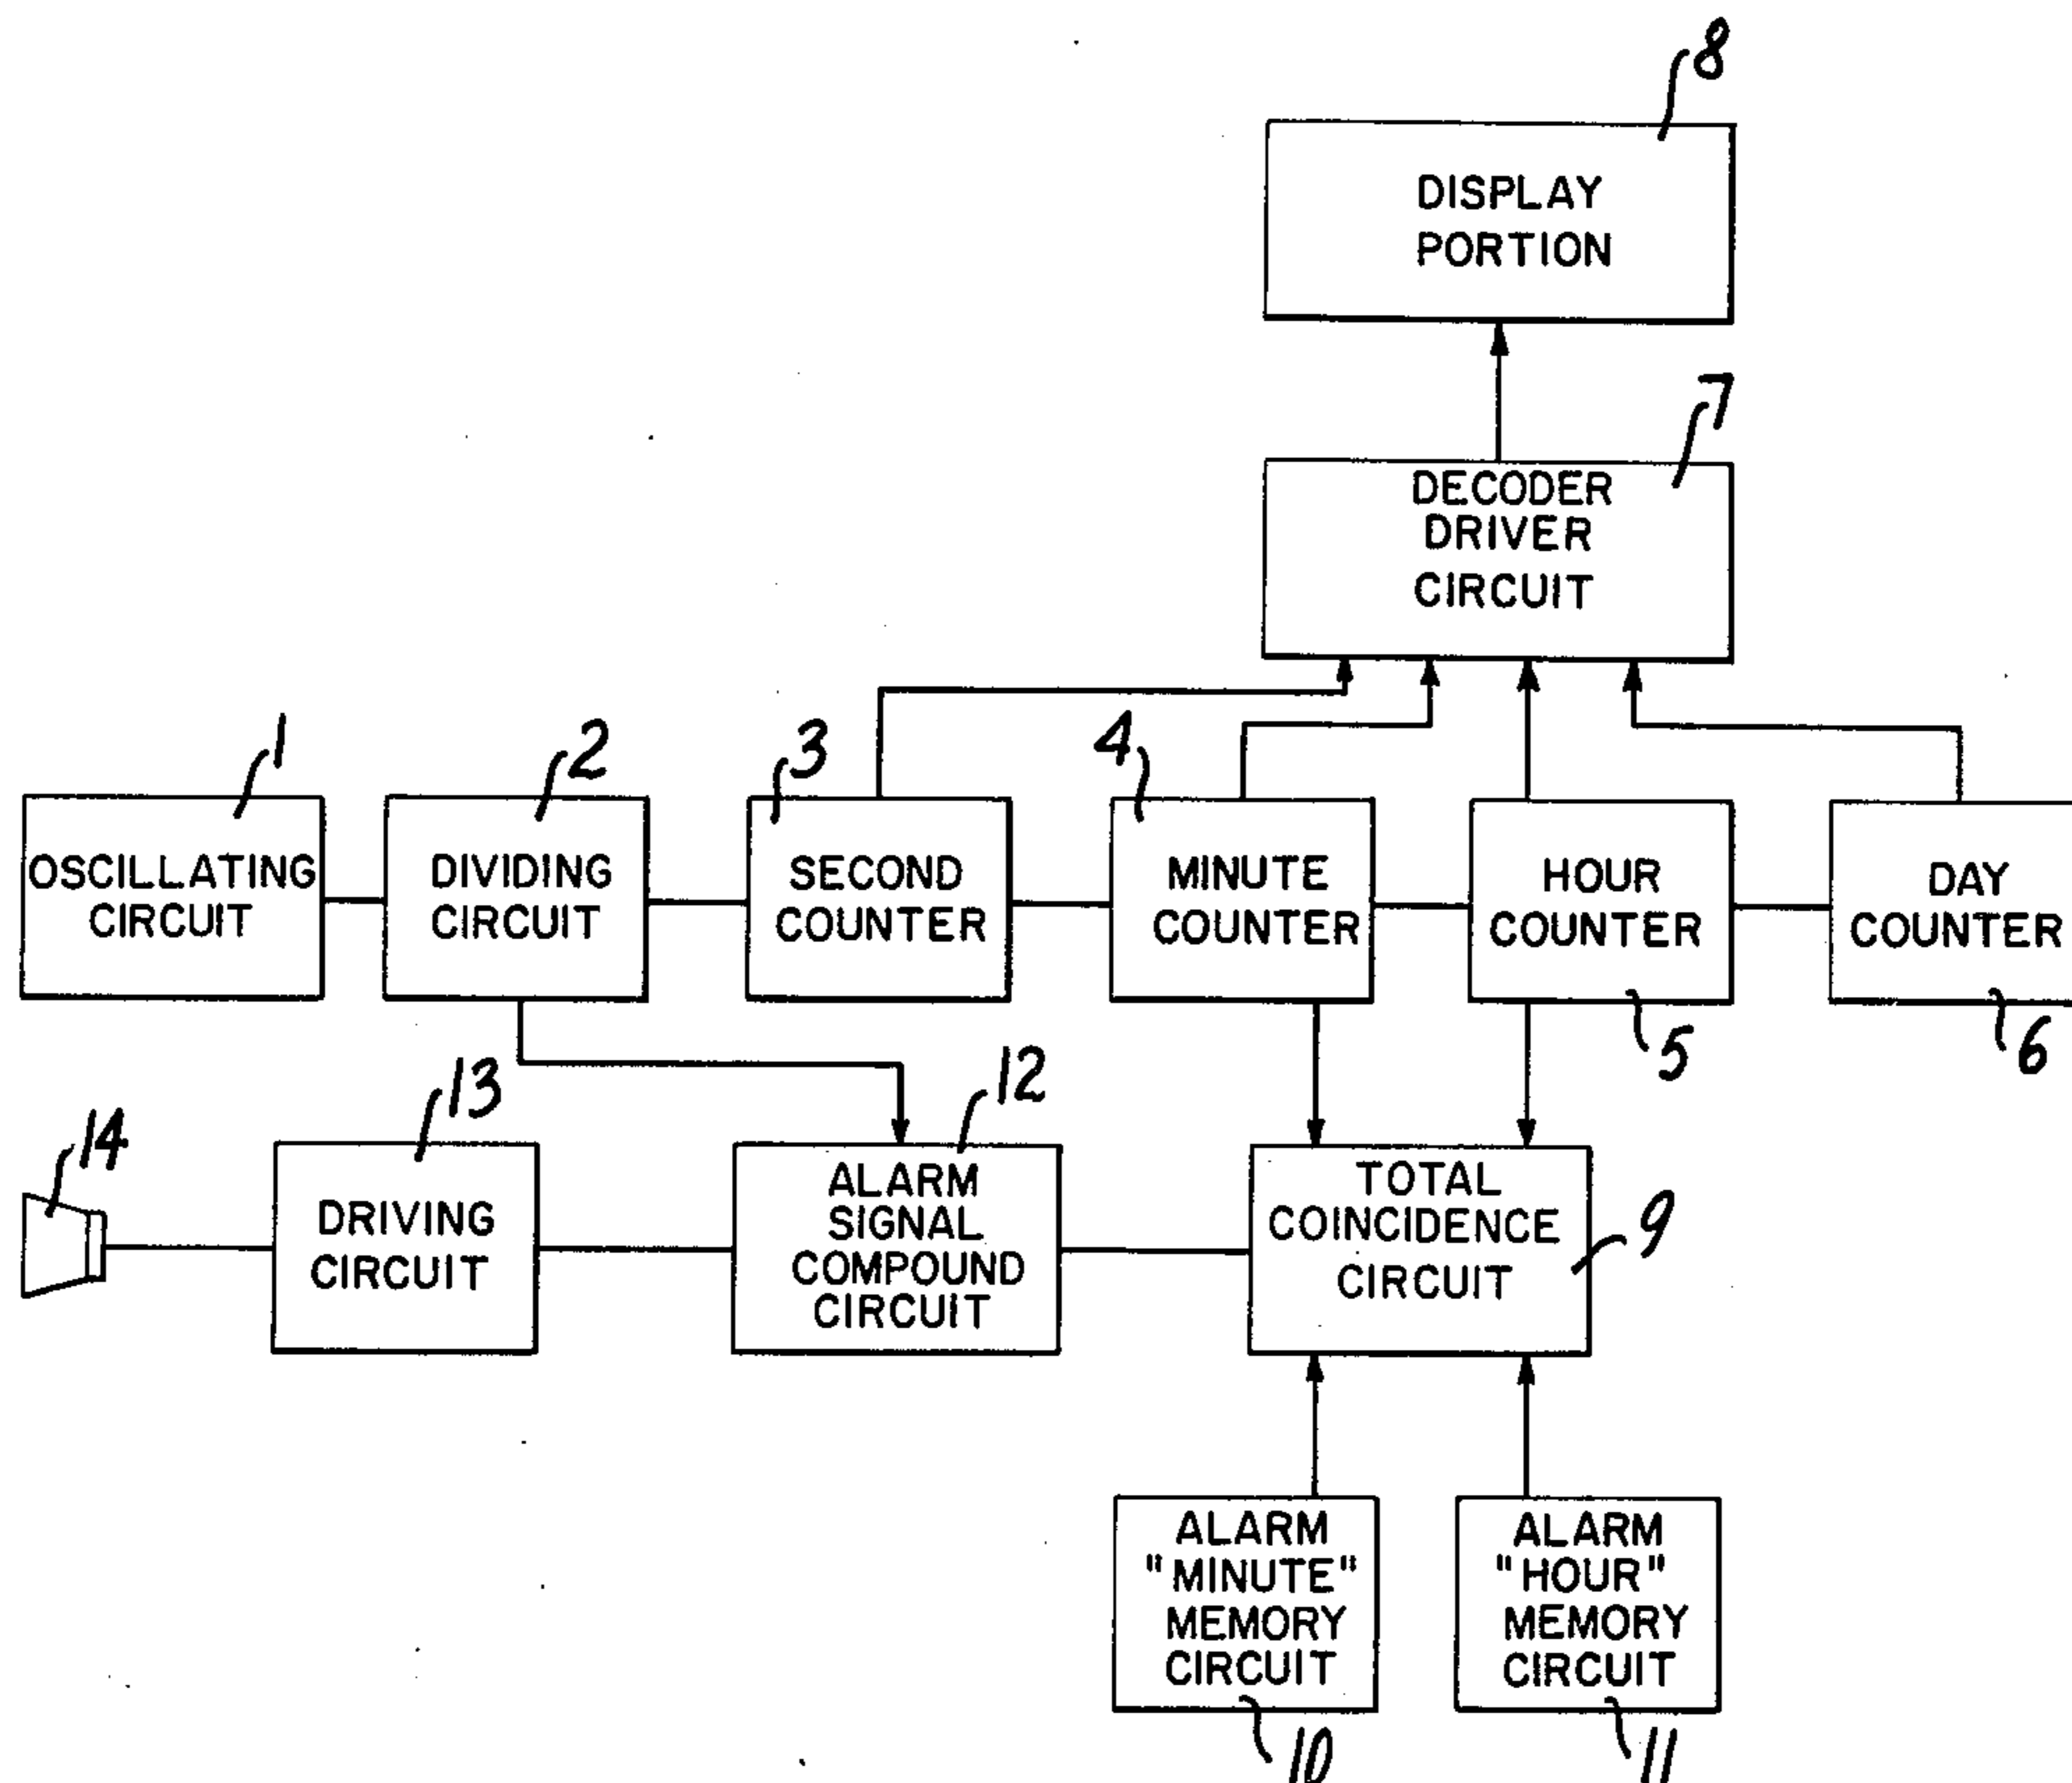 8
DISPLAY
PORTION
7
DECODER
DRIVER
CIRCUIT
1
2
3
4
OSCILLATING
CIRCUIT
DIVIDING
CIRCUIT
SECOND
COUNTER
MINUTE
COUNTER
HOUR
COUNTER
DAY
COUNTER
5
6
14
13
12
DRIVING
CIRCUIT
ALARM
SIGNAL
COMPOUND
CIRCUIT
TOTAL
COINCIDENCE
CIRCUIT
9
ALARM
"MINUTE"
MEMORY
CIRCUIT
ALARM
"HOUR"
MEMORY
CIRCUIT
10
11